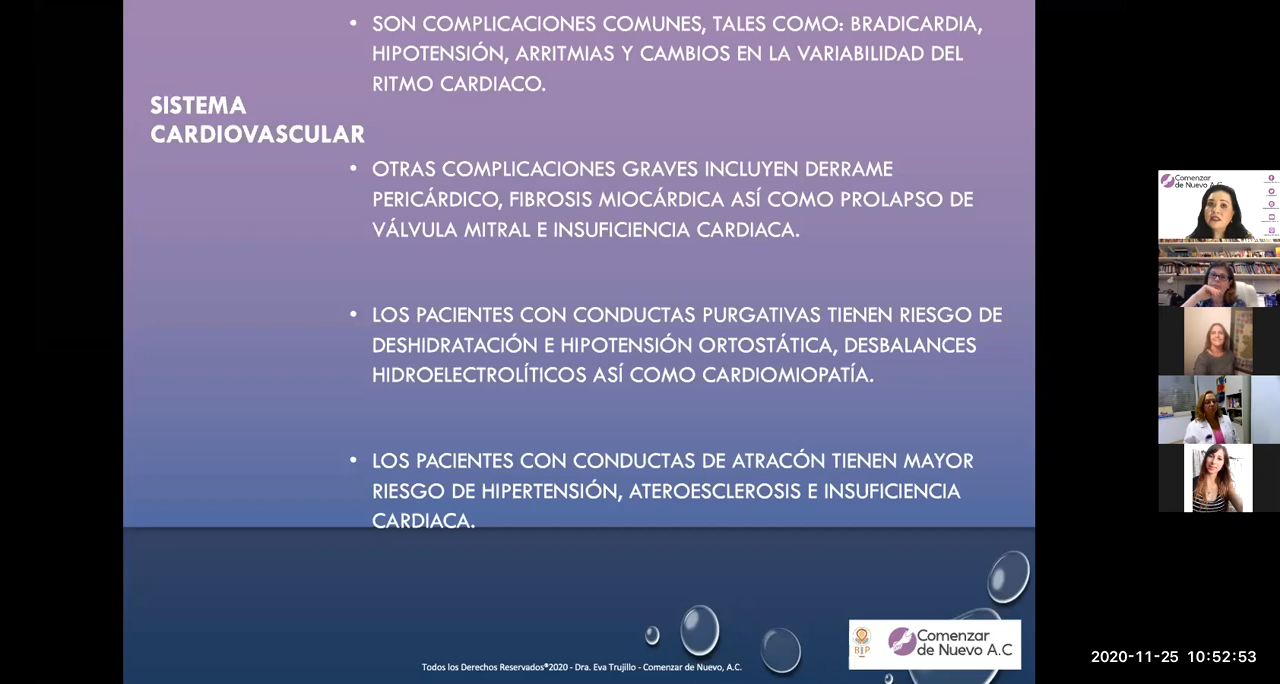 SISTEMA
CARDIOVASCULAR
• SON COMPLICACIONES COMUNES, TALES COMO: BRADICARDIA,
HIPOTENSIÓN, ARRITMIAS Y CAMBIOS EN LA VARIABILIDAD DEL
RITMO CARDIACO.
• OTRAS COMPLICACIONES GRAVES INCLUYEN DERRAME
PERICÁRDICO, FIBROSIS MIOCÁRDICA ASÍ COMO PROLAPSO DE
VÁLVULA MITRAL E INSUFICIENCIA CARDIACA.
• LOS PACIENTES CON CONDUCTAS PURGATIVAS TIENEN RIESGO DE
DESHIDRATACIÓN E HIPOTENSIÓN ORTOSTÁTICA, DESBALANCES
HIDROELECTROLÍTICOS ASÍ COMO CARDIOMIOPATÍA.
• LOS PACIENTES CON CONDUCTAS DE ATRACÓN TIENEN MAYOR
RIESGO DE HIPERTENSIÓN, ATEROESCLEROSIS E INSUFICIENCIA
CARDIACA.
Comenzar
de Nuevo A.C
BIP
Comenzar
de Nuevo A.C
Todos los Derechos Reservados®2020 - Dra. Eva Trujillo - Comenzar de Nuevo, A.C.
2020-11-25 10:52:53